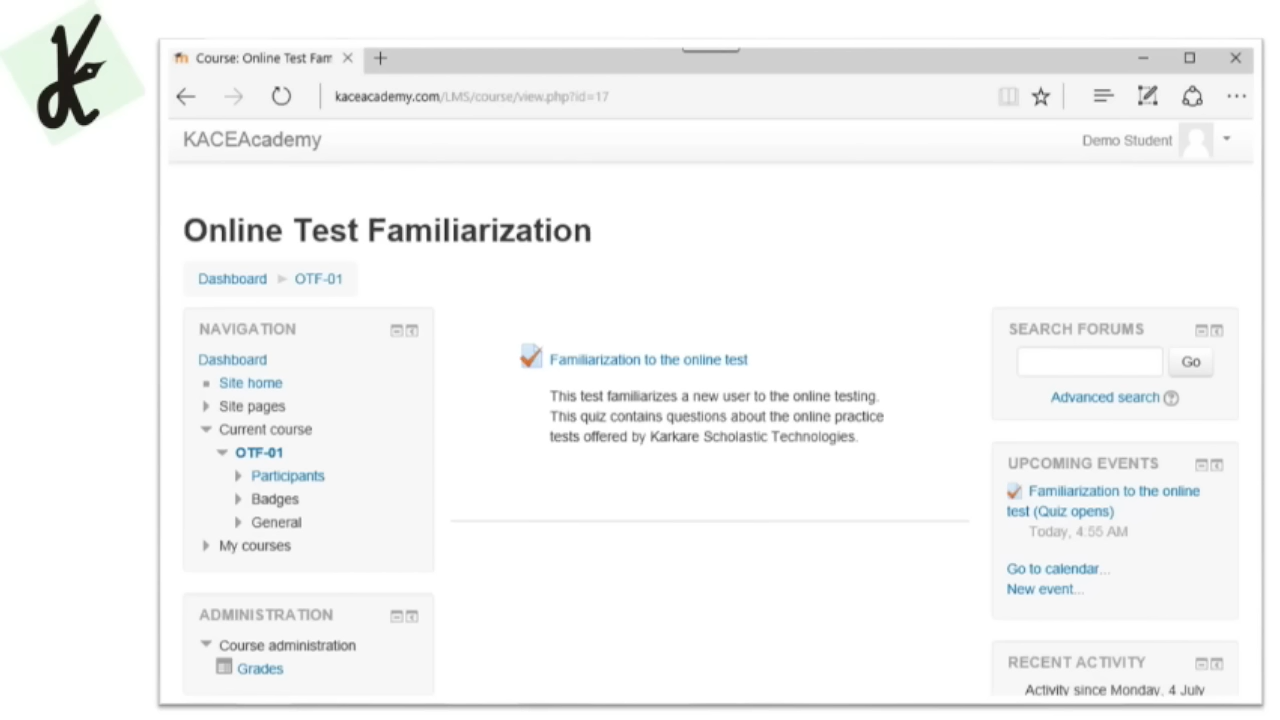 Course: Online Test Fam
kaceacademy.com/LMS/course/view.php?id=17
KACEAcademy
Demo Student
Online Test Familiarization
Dashboard
OTF-01
NAVIGATION
Dashboard
Site home
Site pages
Current course
OTF-01
Participants
Badges
General
My courses
ADMINISTRATION
Course administration
Grades
Familiarization to the online test
This test familiarizes a new user to the online testing.
This quiz contains questions about the online practice
tests offered by Karkare Scholastic Technologies.
SEARCH FORUMS
Go
Advanced search
UPCOMING EVENTS
Familiarization to the online
test (Quiz opens)
Today, 4:55 AM
Go to calendar...
New event...
RECENT ACTIVITY
Activity since Monday, 4 July